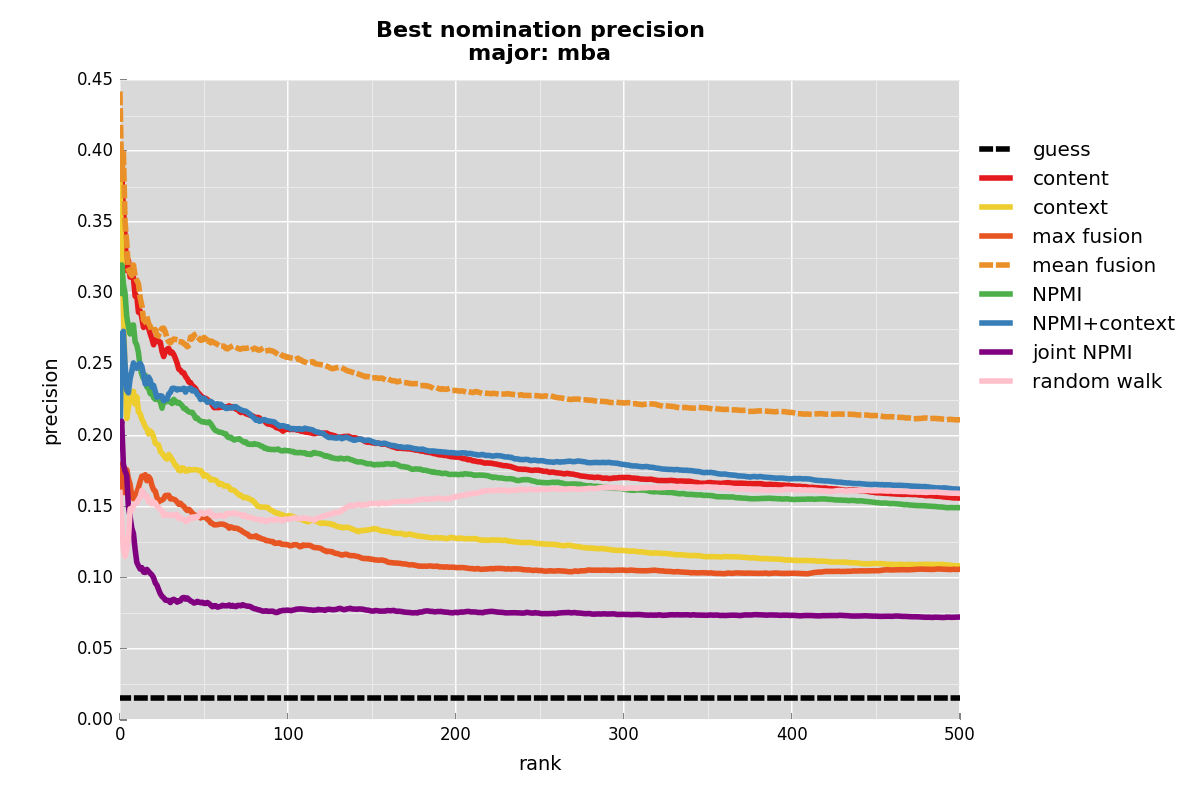 Best nomination precision
major: mba
precision
0.45
0.40
0.35
0.30
0.25
0.20
0.15
0.10
0.05
0.00
0
100
200
300
400
500
rank
guess
content
context
max fusion
mean fusion
NPMI
NPMI+context
joint NPMI
random walk